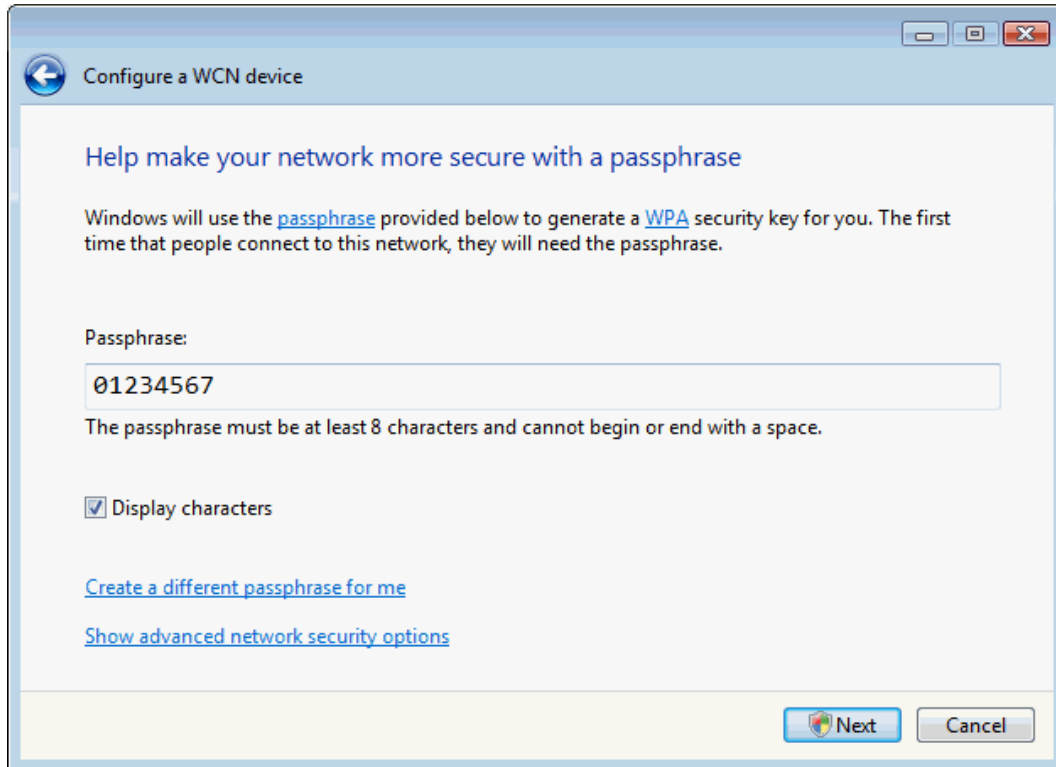 Configure a WCN device
Help make your network more secure with a passphrase
Windows will use the passphrase provided below to generate a WPA security key for you. The first
time that people connect to this network, they will need the passphrase.
Passphrase:
01234567
The passphrase must be at least 8 characters and cannot begin or end with a space.
Display characters
Create a different passphrase for me
Show advanced network security options
Next
Cancel